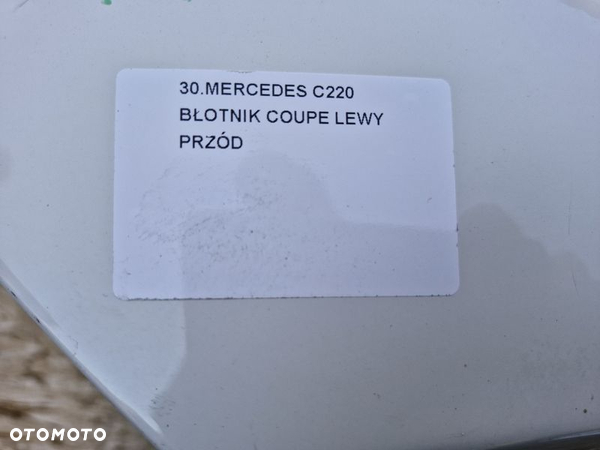 30.MERCEDES C220
BŁOTNIK COUPE LEWY
PRZÓD
OTOMOTO